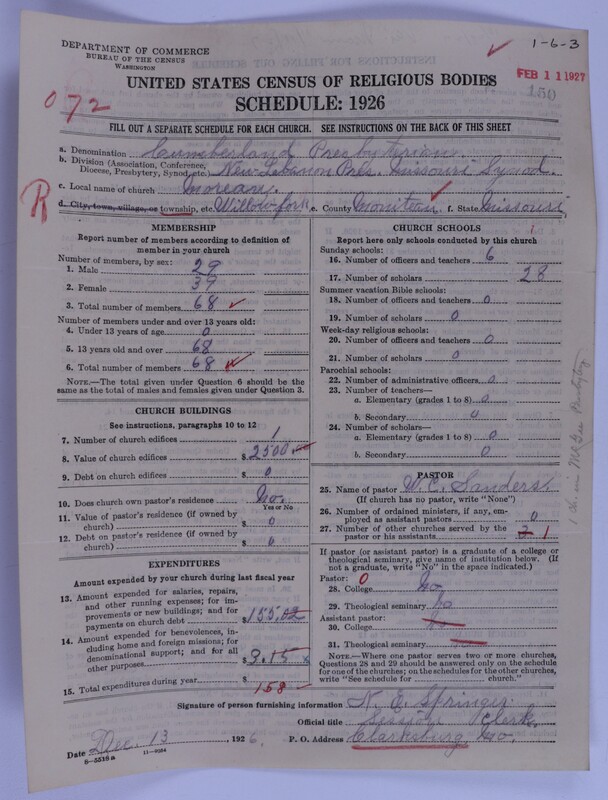 DEPARTMENT OF COMMERCE
BUREAU OF THE CENSUS
WASHINGTON
1-6-3
FEB 11 1927
150
072
UNITED STATES CENSUS OF RELIGIOUS BODIES
SCHEDULE: 1926
FILL OUT A SEPARATE SCHEDULE FOR EACH CHURCH. SEE INSTRUCTIONS ON THE BACK OF THIS SHEET
a. Denomination Cumberland Presbyterian
b. Division (Association, Conference, Diocese, Presbytery, Synod, etc.) New Lebanon Pres. Missouri Synod.
c. Local name of church
R
d. City, town, village, or township, etc. Willow fork e. County Moniteau f. State Missouri
MEMBERSHIP
Report number of members according to definition of member in your church
Number of members, by sex:
1. Male 29
2. Female 39
3. Total number of members 68
Number of members under and over 13 years old:
4. Under 13 years of age 0
5. 13 years old and over 68
6. Total number of members 68
NOTE.—The total given under Question 6 should be the same as the total of males and females given under Question 3.
CHURCH BUILDINGS
See instructions, paragraphs 10 to 12
7. Number of church edifices 1
8. Value of church edifices $2500
9. Debt on church edifices $0
10. Does church own pastor's residence No.
Yes or No
11. Value of pastor's residence (if owned by church) $0
12. Debt on pastor's residence (if owned by church) $0
EXPENDITURES
Amount expended by your church during last fiscal year
13. Amount expended for salaries, repairs, and other running expenses; for improvements or new buildings; and for payments on church debt $155.02
14. Amount expended for benevolences, including home and foreign missions; for denominational support; and for all other purposes $3.15
15. Total expenditures during year $158
CHURCH SCHOOLS
Report here only schools conducted by this church
Sunday schools:
16. Number of officers and teachers 6
17. Number of scholars 28
Summer vacation Bible schools:
18. Number of officers and teachers 0
19. Number of scholars 0
Week-day religious schools:
20. Number of officers and teachers 0
21. Number of scholars 0
Parochial schools:
22. Number of administrative officers 0
23. Number of teachers—
a. Elementary (grades 1 to 8) 0
b. Secondary 0
24. Number of scholars—
a. Elementary (grades 1 to 8) 0
b. Secondary 0
PASTOR
25. Name of pastor W. C. Sanders
(If church has no pastor, write "None")
26. Number of ordained ministers, if any, employed as assistant pastors 0
27. Number of other churches served by the pastor or his assistants 1
If pastor (or assistant pastor) is a graduate of a college or theological seminary, give name of institution below. (If not a graduate, write "No" in the space indicated.)
Pastor: 0
28. College No
29. Theological seminary No
Assistant pastor:
30. College No
31. Theological seminary
NOTE.—Where one pastor serves two or more churches, Questions 28 and 29 should be answered only on the schedule for one of the churches; on the schedules for other churches, write "See schedule for church."
Signature of person furnishing information N. E. Springer
Official title Session Clerk.
Date Dec. 13, 1926. P. O. Address Clarksburg, Mo.
8-5518a 11-9264